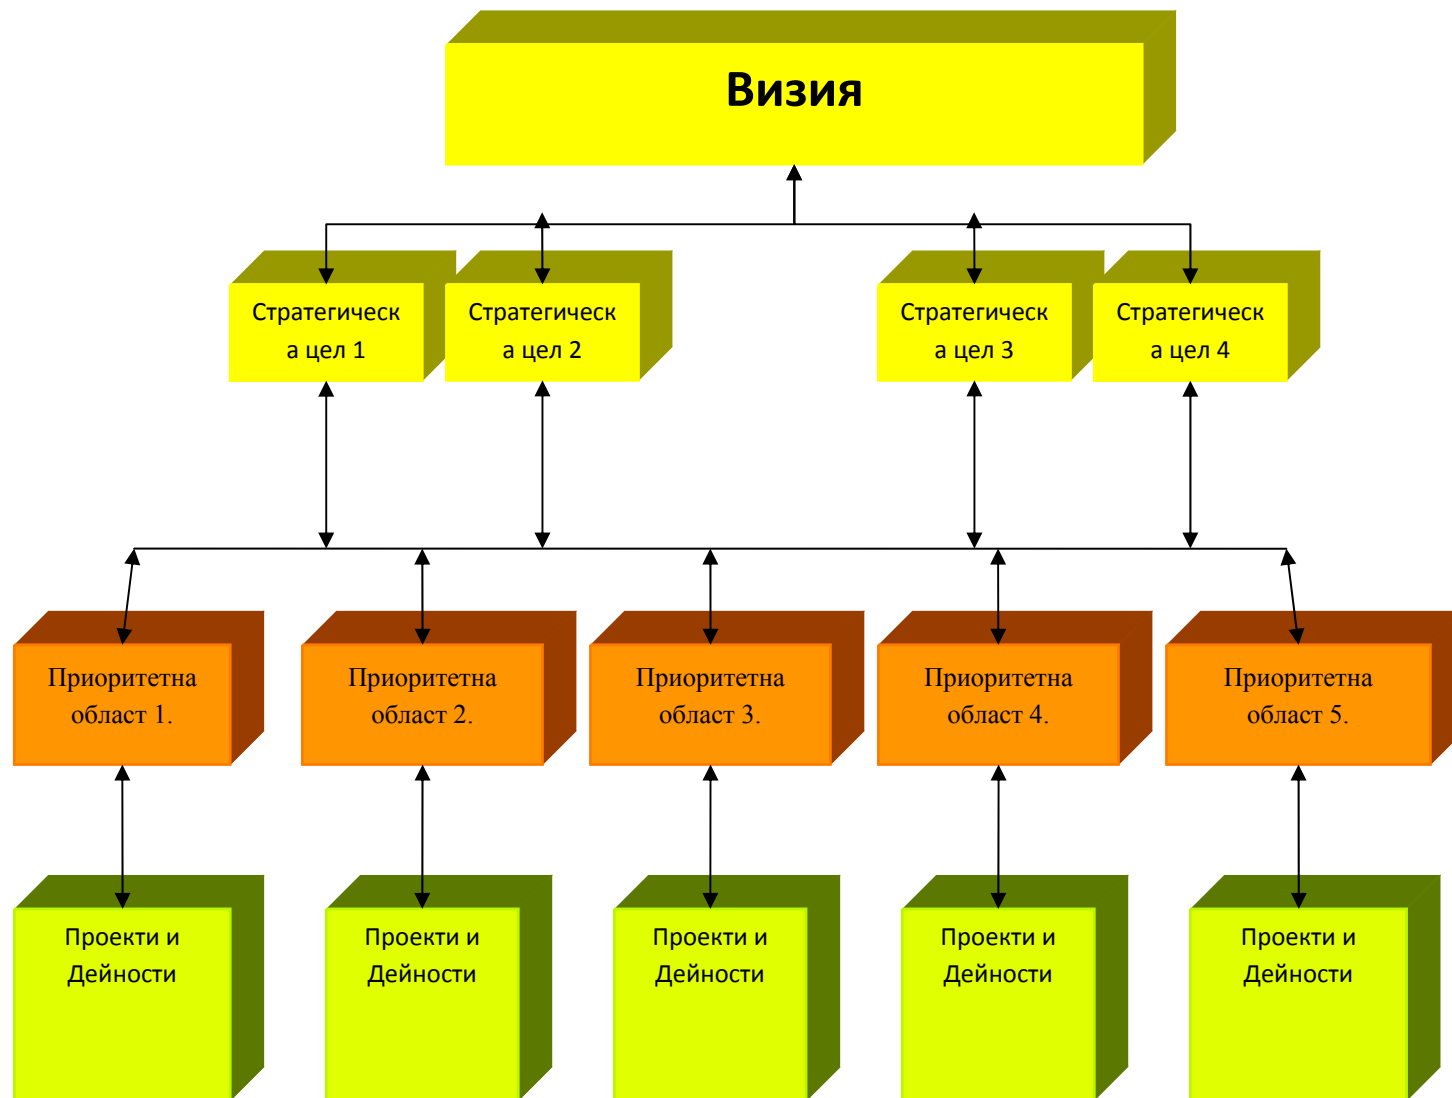 Визия
Стратегическ
а цел 1
Стратегическ
а цел 2
Стратегическ
а цел 3
Стратегическ
а цел 4
Приоритетна
област 1.
Приоритетна
област 2.
Приоритетна
област 3.
Приоритетна
област 4.
Приоритетна
област 5.
Проекти и
Дейности
Проекти и
Дейности
Проекти и
Дейности
Проекти и
Дейности
Проекти и
Дейности